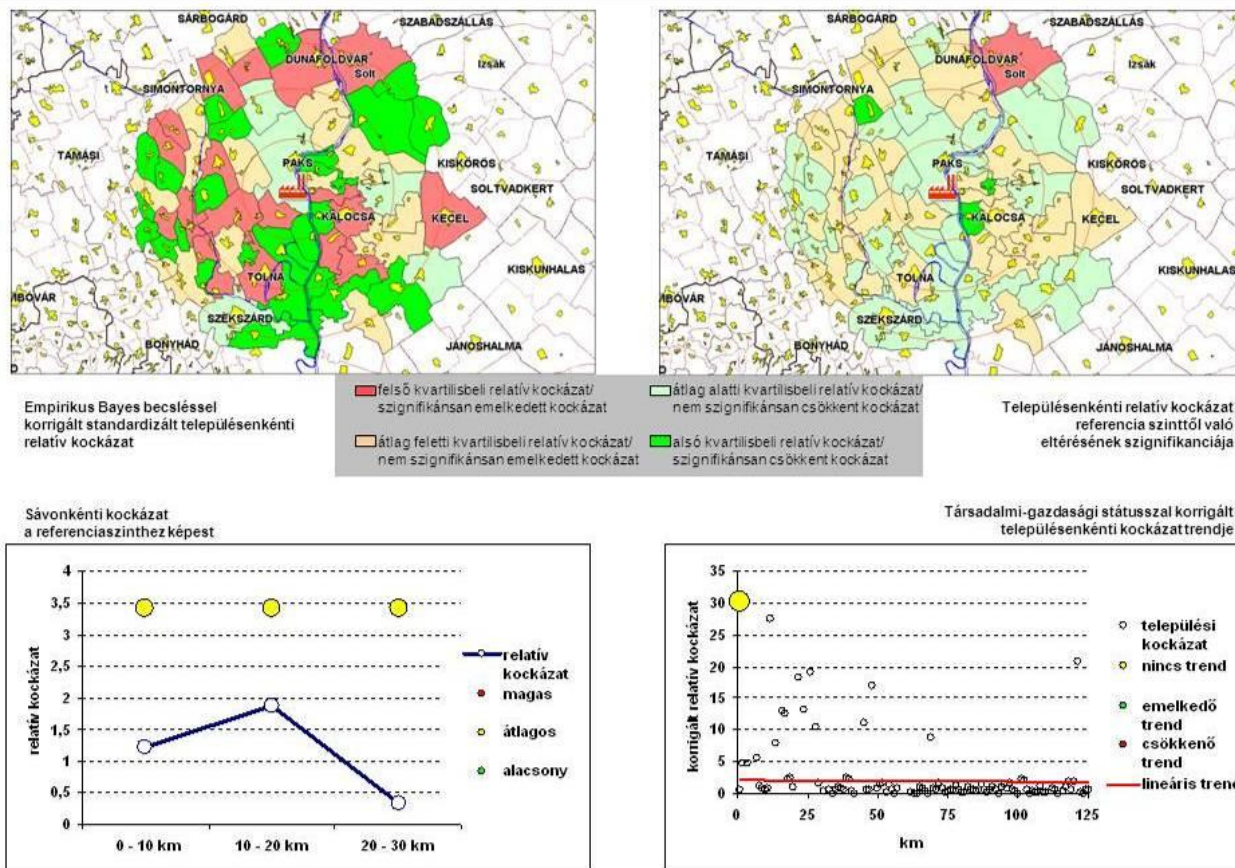 SÁRBOGÁRD
SZABADSZÁLLÁS
DUNAFÖLDVÁR
Izsák
Solt
SIMONTORNYA
TAMÁSI
PAKS
KISKŐRÖS
SOLTVADKERT
KALOCSA
KECEL
TOLNA
KISKUNHALAS
MBOVÁR
SZEKSZÁRD
BONYHÁD
JÁNOSHALMA
SÁRBOGÁRD
SZABADSZÁLLÁS
DUNAFÖLDVÁR
Izsák
Solt
SIMONTORNYA
TAMÁSI
PAKS
KISKŐRÖS
SOLTVADKERT
KALOCSA
KECEL
TOLNA
KISKUNHALAS
MBOVÁR
SZEKSZÁRD
BONYHÁD
JÁNOSHALMA
Empirikus Bayes becsléssel
korrigált standardizált településenkénti
relatív kockázat
felső kvartilisbeli relatív kockázat/
szignifikánsan emelkedett kockázat
átlag feletti kvartilisbeli relatív kockázat/
nem szignifikánsan emelkedett kockázat
átlag alatti kvartilisbeli relatív kockázat/
nem szignifikánsan csökkent kockázat
alsó kvartilisbeli relatív kockázat/
szignifikánsan csökkent kockázat
Településenkénti relatív kockázat
referencia szinttől való
eltérésének szignifikanciája
Sávonkénti kockázat
a referenciaszinthez képest
4
3,5
3
2,5
2
1,5
1
0,5
0
relatív kockázat
0 - 10 km
10 - 20 km
20 - 30 km
relatív
kockázat
magas
átlagos
alacsony
Társadalmi-gazdasági státusszal korrigált
településenkénti kockázat trendje
35
30
25
20
15
10
5
0
korrigált relatív kockázat
0
25
50
75
100
125
km
települési
kockázat
nincs trend
emelkedő
trend
csökkenő
trend
lineáris trend